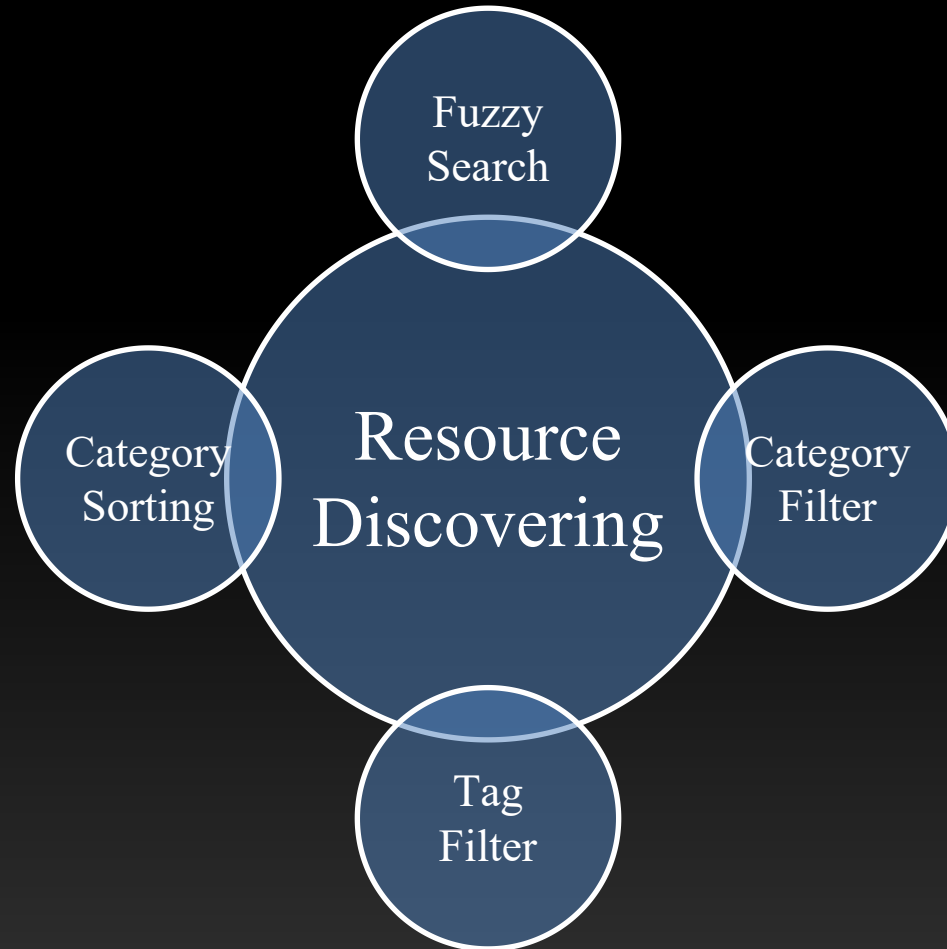 Fuzzy
Search
Category
Sorting
Resource
Discovering
Category
Filter
Tag
Filter